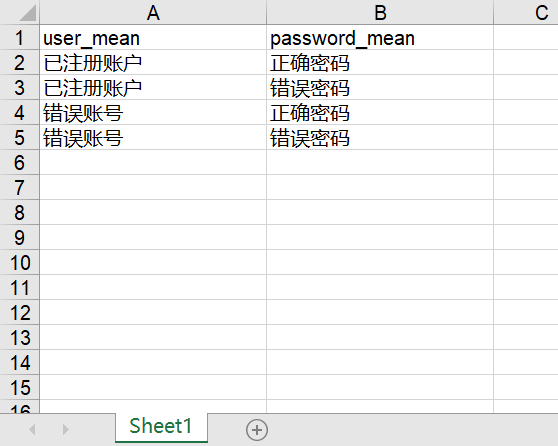 A B C
1 user_mean password_mean
2 已注册账户 正确密码
3 已注册账户 错误密码
4 错误账号 正确密码
5 错误账号 错误密码
6
7
8
9
10
11
12
13
14
15
16
Sheet1